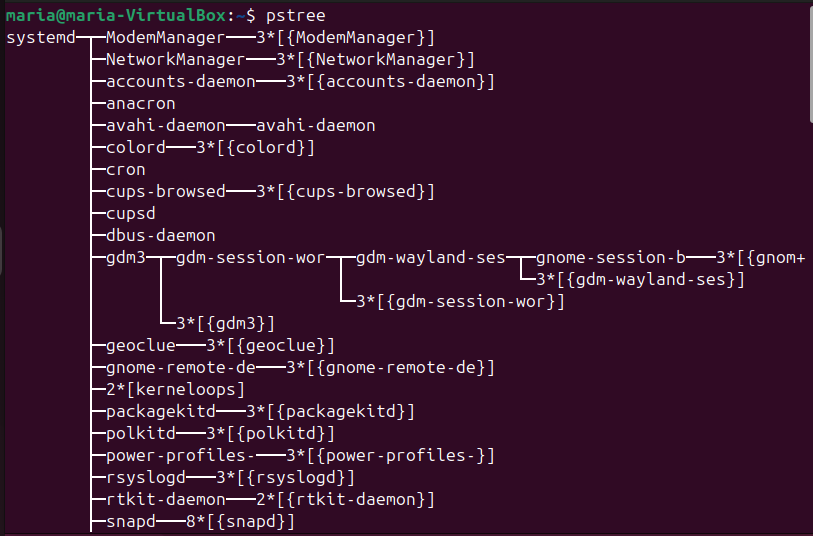 maria@maria-VirtualBox:~$ pstree
systemd─┬─ModemManager───3*[{ModemManager}]
        ├─NetworkManager───3*[{NetworkManager}]
        ├─accounts-daemon───3*[{accounts-daemon}]
        ├─anacron
        ├─avahi-daemon───avahi-daemon
        ├─colord───3*[{colord}]
        ├─cron
        ├─cups-browsed───3*[{cups-browsed}]
        ├─cupsd
        ├─dbus-daemon
        ├─gdm3─┬─gdm-session-wor─┬─gdm-wayland-ses─┬─gnome-session-b───3*[{gnom+
        │      │                 │                 └─3*[{gdm-wayland-ses}]
        │      │                 └─3*[{gdm-session-wor}]
        │      └─3*[{gdm3}]
        ├─geoclue───3*[{geoclue}]
        ├─gnome-remote-de───3*[{gnome-remote-de}]
        ├─2*[kerneloops]
        ├─packagekitd───3*[{packagekitd}]
        ├─polkitd───3*[{polkitd}]
        ├─power-profiles-───3*[{power-profiles-}]
        ├─rsyslogd───3*[{rsyslogd}]
        ├─rtkit-daemon───2*[{rtkit-daemon}]
        ├─snapd───8*[{snapd}]